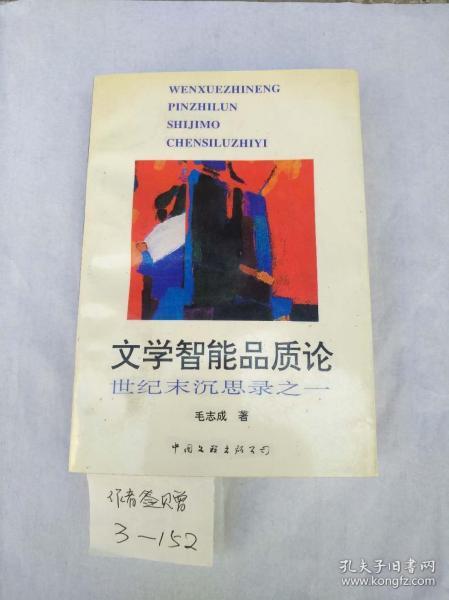 WENXUEZHINENG
PINZHILUN
SHIJIMO
CHENSILUZHIYI
文学智能品质论
世纪末沉思录之一
毛志成 著
中国文联出版公司
作者签赠
3-152
孔夫子旧书网
www.kongfz.com